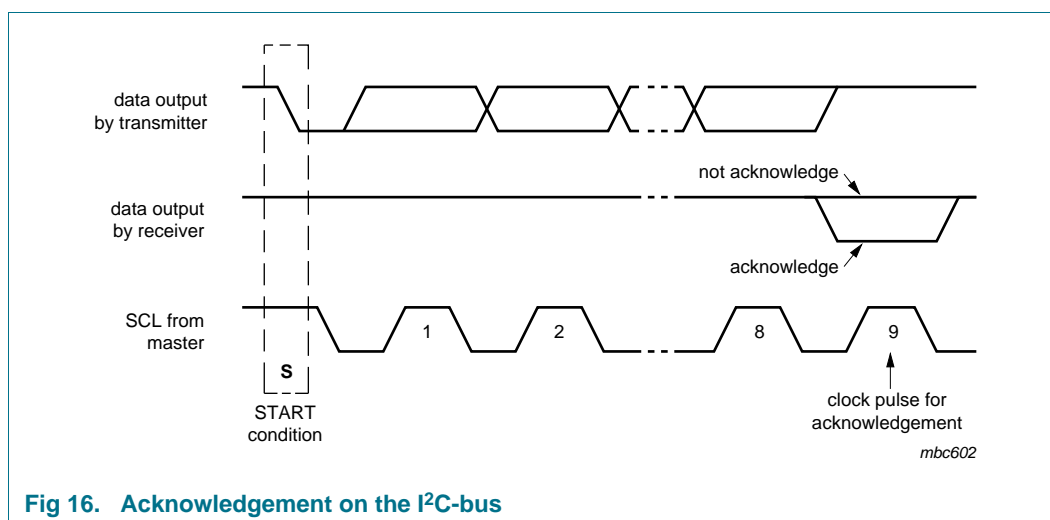 data output
by transmitter
not acknowledge
data output
by receiver
acknowledge
SCL from
master
1
2
8
9
S
START
condition
clock pulse for
acknowledgement
mbc602
Fig 16. Acknowledgement on the I²C-bus